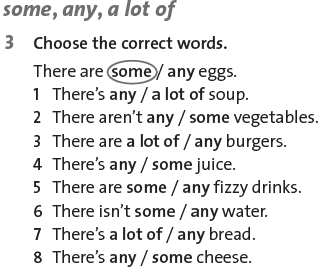 some, any, a lot of
3 Choose the correct words.
There are some / any eggs.
1 There's any / a lot of soup.
2 There aren't any / some vegetables.
3 There are a lot of / any burgers.
4 There's any / some juice.
5 There are some / any fizzy drinks.
6 There isn't some / any water.
7 There's a lot of / any bread.
8 There's any / some cheese.